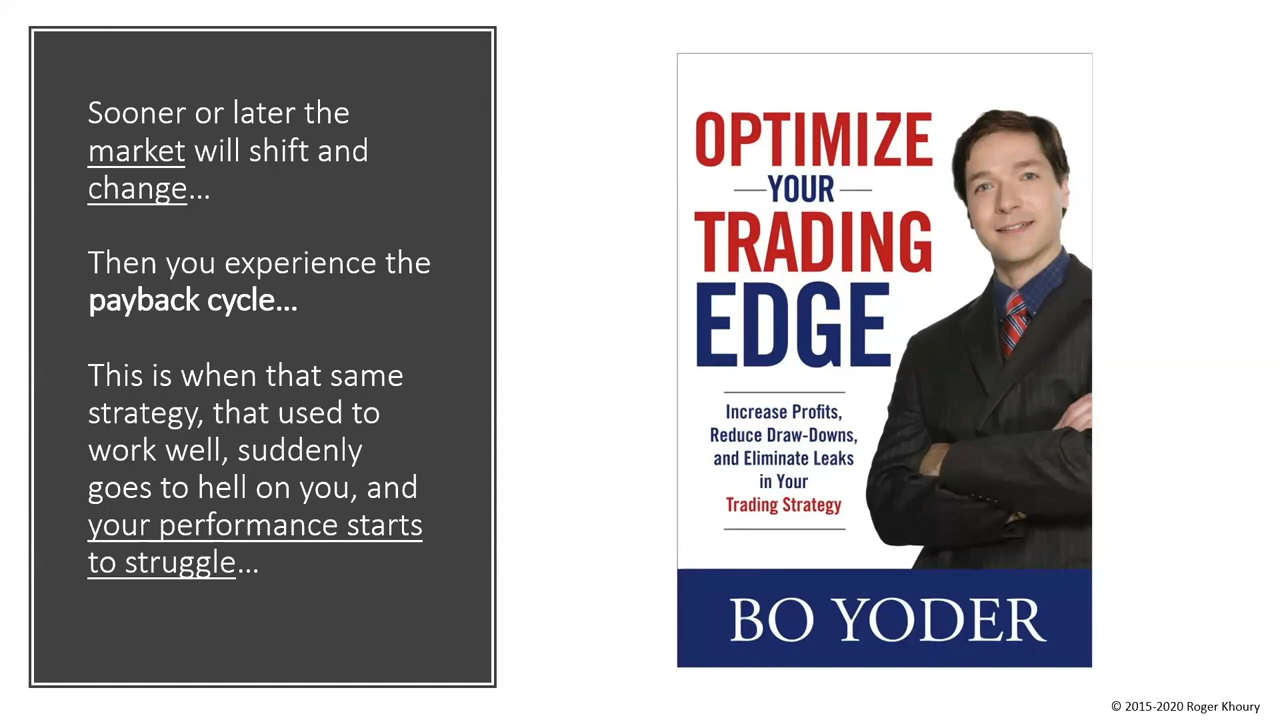 Sooner or later the
market will shift and
change...
Then you experience the
payback cycle...
This is when that same
strategy, that used to
work well, suddenly
goes to hell on you, and
your performance starts
to struggle...
OPTIMIZE
YOUR
TRADING
EDGE
Increase Profits,
Reduce Draw-Downs,
and Eliminate Leaks
in Your
Trading Strategy
BO YODER
© 2015-2020 Roger Khoury